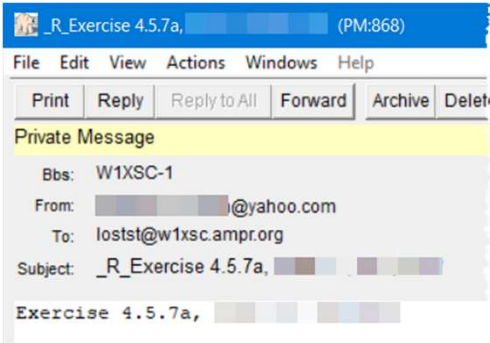 _R_Exercise 4.5.7a, (PM:868)
File Edit View Actions Windows Help
Print Reply Reply to All Forward Archive
Private Message
Bbs: W1XSC-1
From: @yahoo.com
To: lostst@w1xsc.ampr.org
Subject: _R_Exercise 4.5.7a,
Exercise 4.5.7a,